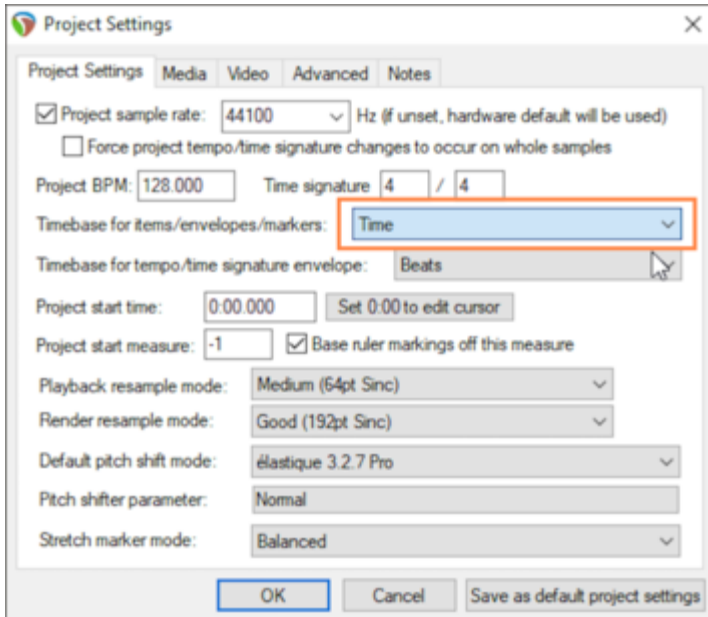 Project Settings
Project Settings Media Video Advanced Notes
Project sample rate: 44100 Hz (if unset, hardware default will be used)
Force project tempo/time signature changes to occur on whole samples
Project BPM: 128.000 Time signature 4 / 4
Timebase for items/envelopes/markers: Time
Timebase for tempo/time signature envelope: Beats
Project start time: 0:00.000 Set 0:00 to edit cursor
Project start measure: -1 Base ruler markings off this measure
Playback resample mode: Medium (64pt Sinc)
Render resample mode: Good (192pt Sinc)
Default pitch shift mode: élastique 3.2.7 Pro
Pitch shifter parameter: Normal
Stretch marker mode: Balanced
OK Cancel Save as default project settings